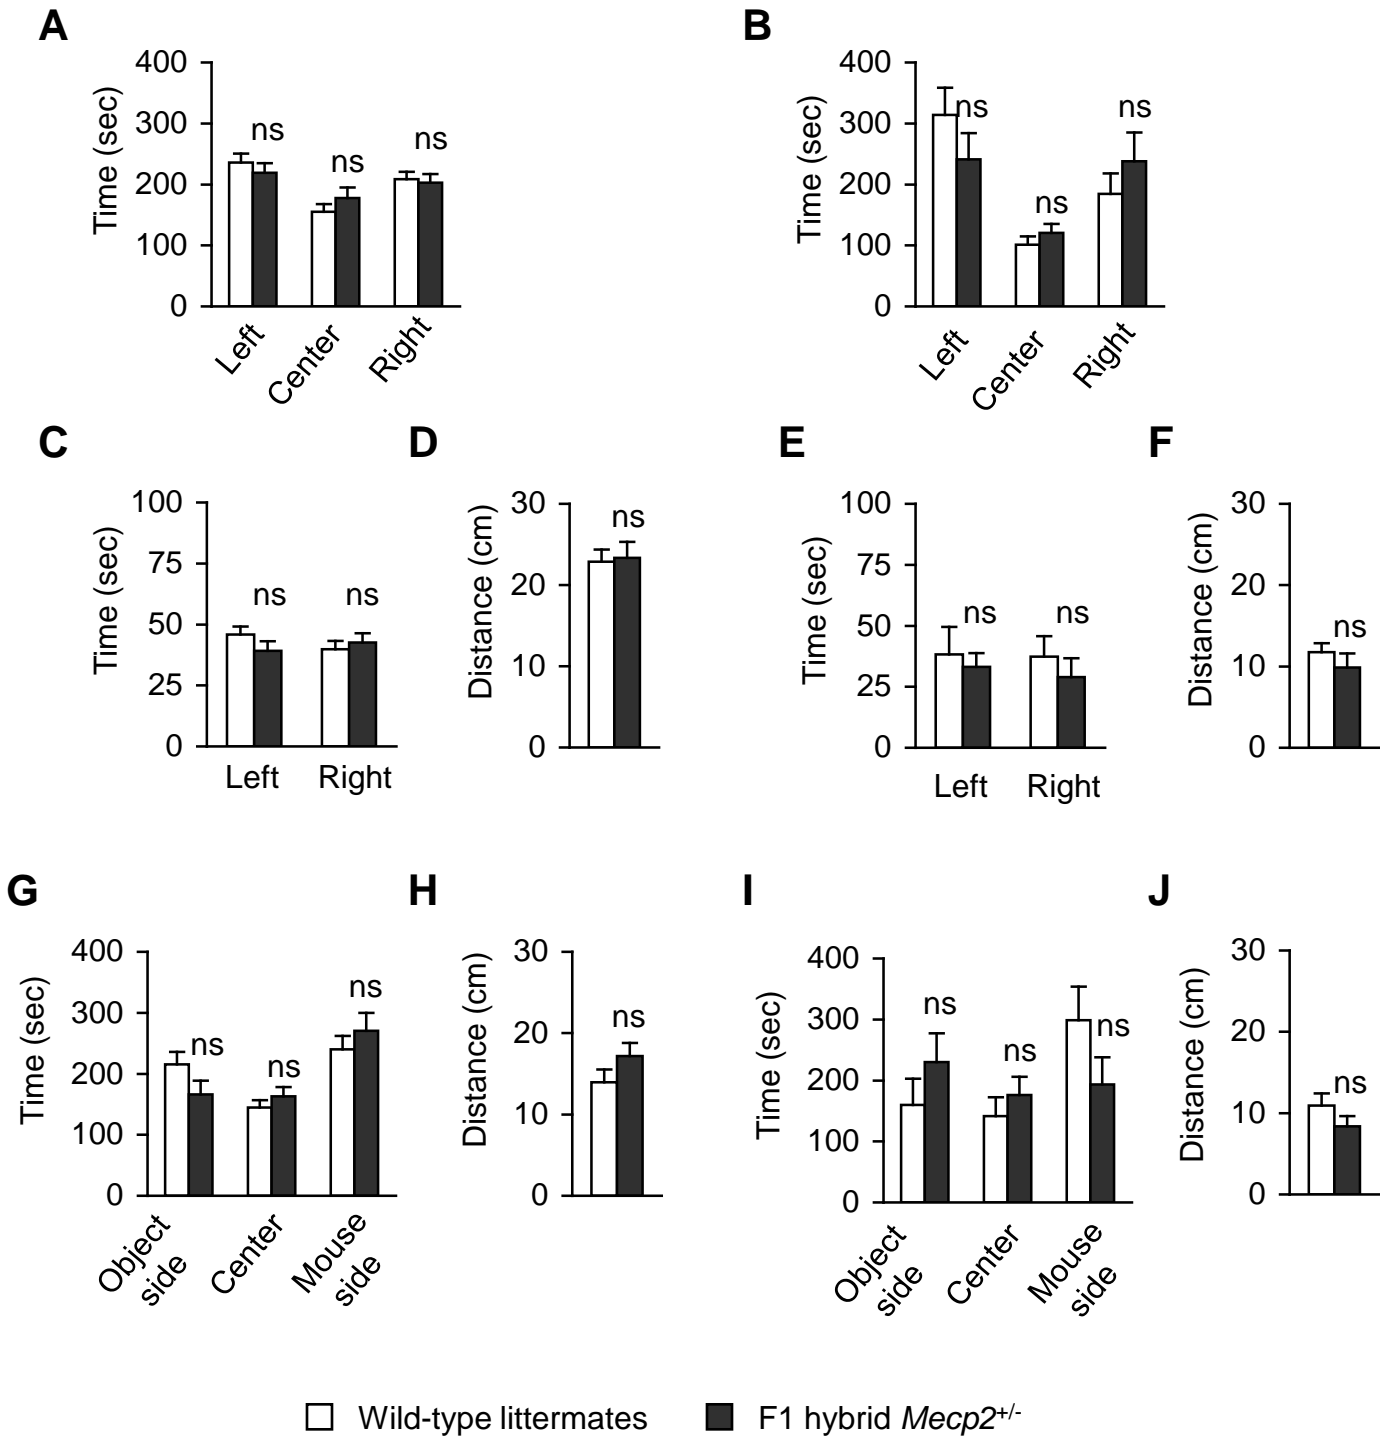 A
B
400
300
200
100
0
Time (sec)
ns
ns
ns
Left
Center
Right
400
300
200
100
0
Time (sec)
ns
ns
ns
Left
Center
Right
C
D
E
F
100
75
50
25
0
Time (sec)
ns
ns
Left
Right
30
20
10
0
Distance (cm)
ns
100
75
50
25
0
Time (sec)
ns
ns
Left
Right
30
20
10
0
Distance (cm)
ns
G
H
I
J
400
300
200
100
0
Time (sec)
ns
ns
ns
Object
side
Center
Mouse
side
30
20
10
0
Distance (cm)
ns
400
300
200
100
0
Time (sec)
ns
ns
ns
Object
side
Center
Mouse
side
30
20
10
0
Distance (cm)
ns
Wild-type littermates
F1 hybrid Mecp2+/-